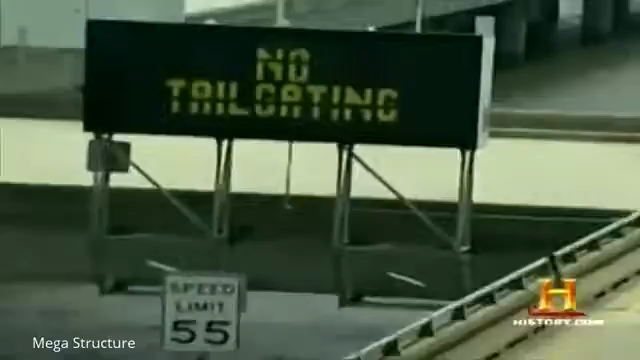 NO
TAILGATING
SPEED
LIMIT
55
H
HISTORY.COM
Mega Structure